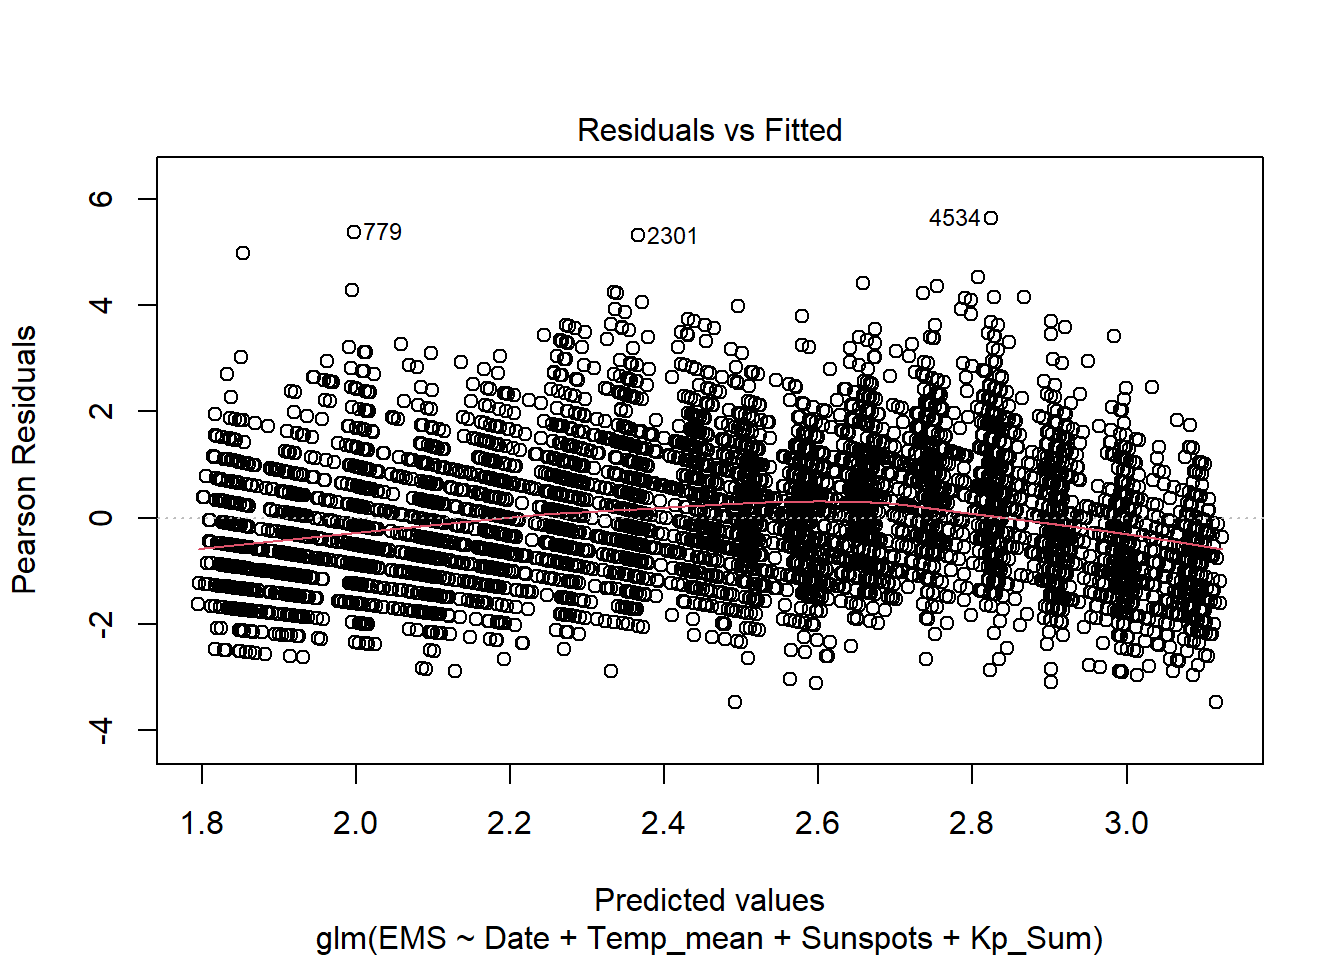 Residuals vs Fitted
Pearson Residuals
6
4
2
0
-2
-4
779
2301
4534
1.8 2.0 2.2 2.4 2.6 2.8 3.0
Predicted values
glm(EMS ~ Date + Temp_mean + Sunspots + Kp_Sum)